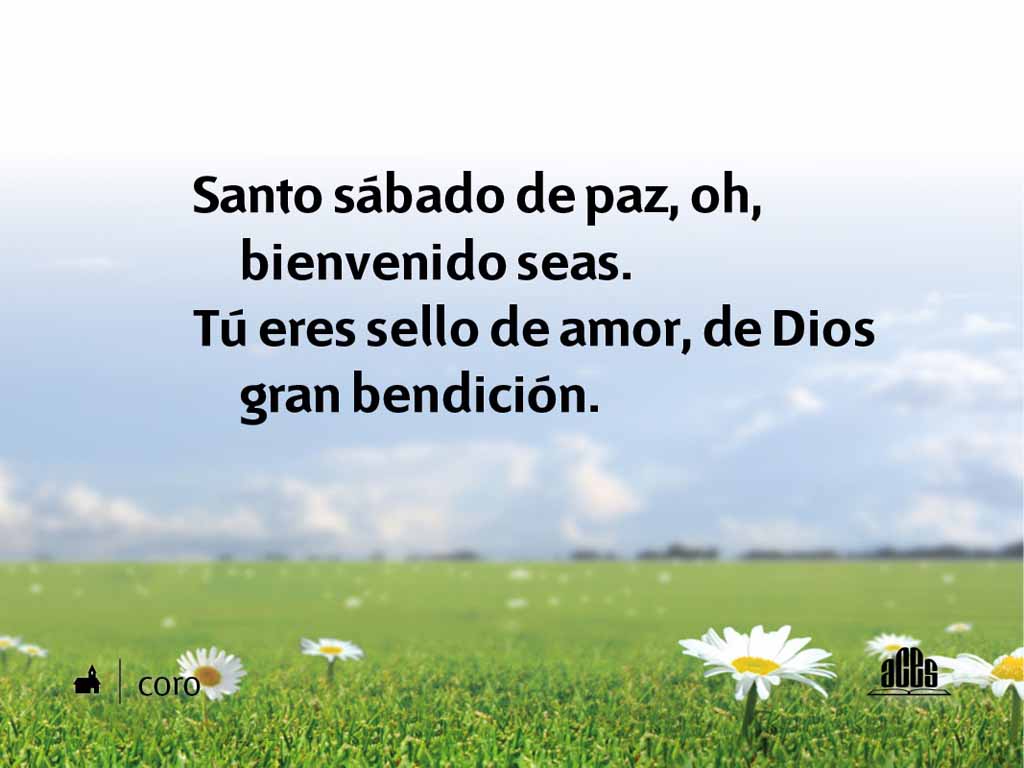 Santo sábado de paz, oh,
bienvenido seas.
Tú eres sello de amor, de Dios
gran bendición.
coro
aces